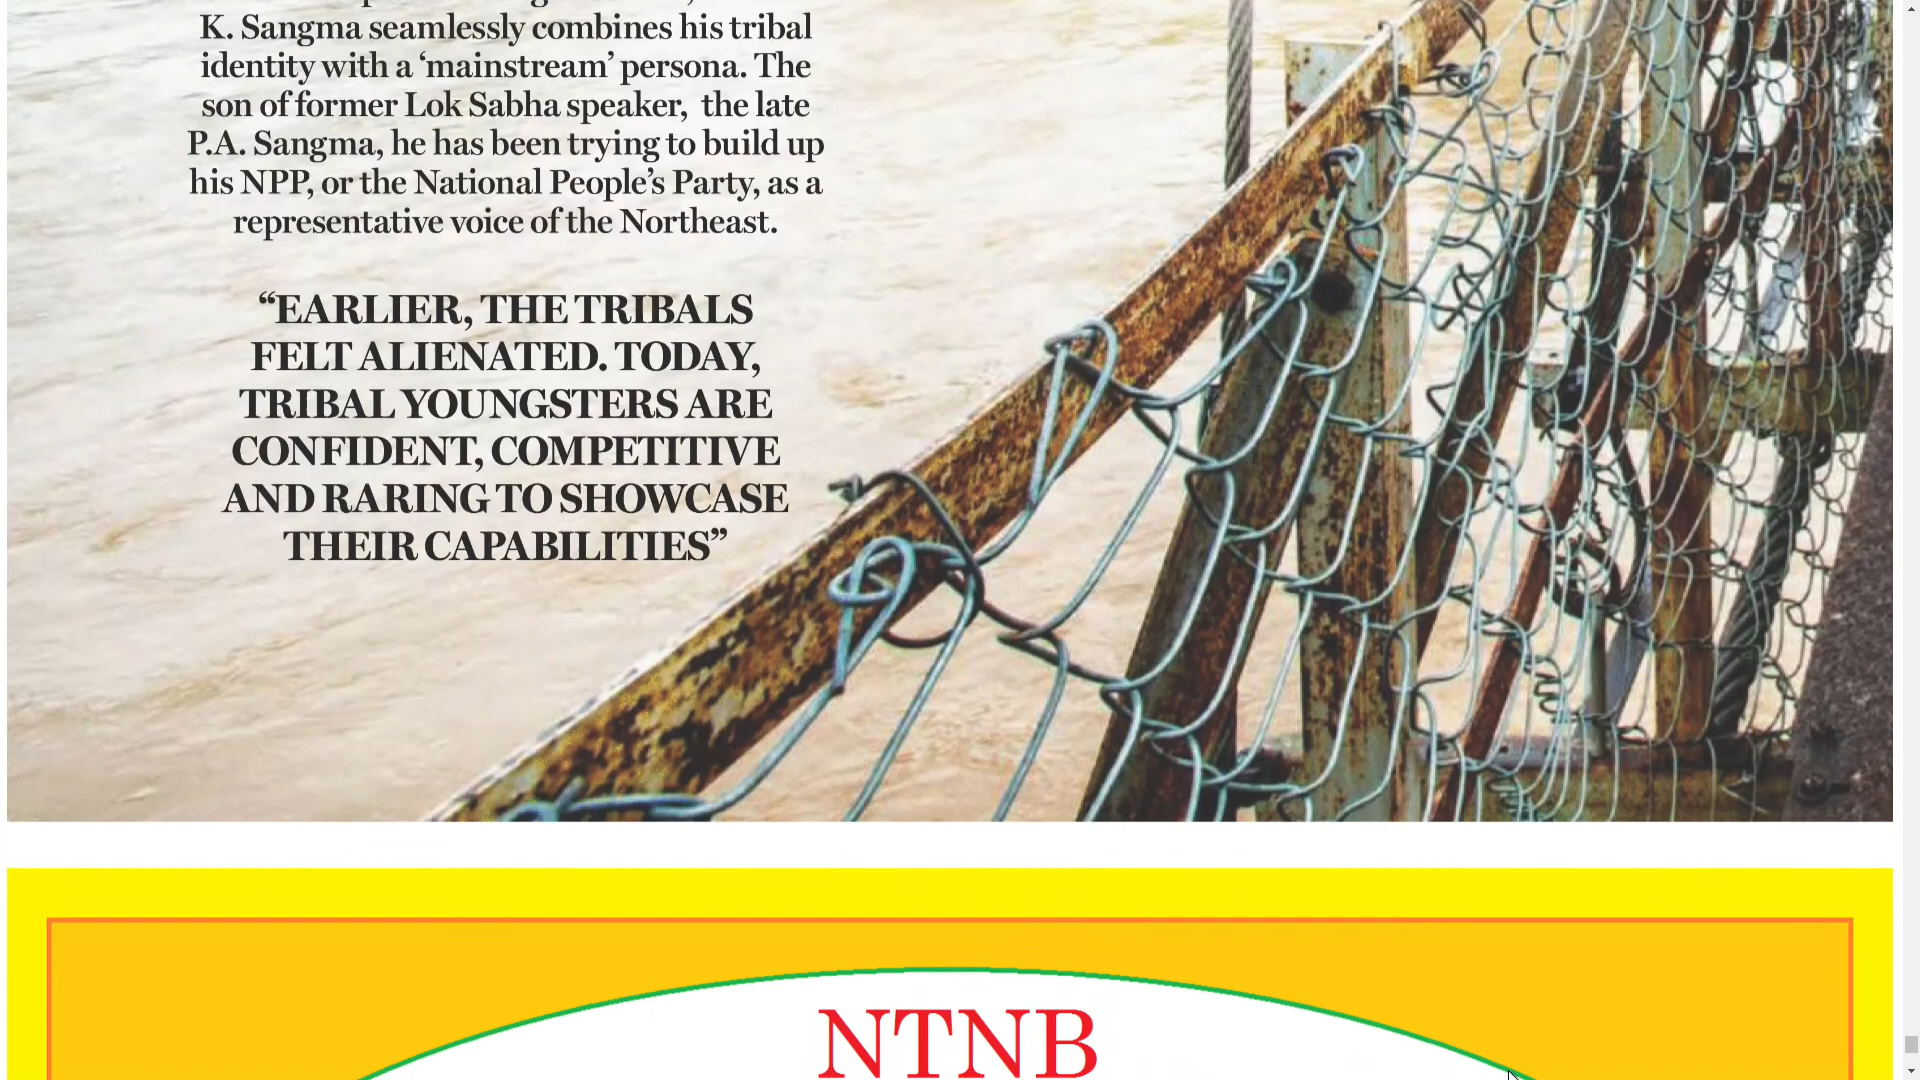 K. Sangma seamlessly combines his tribal
identity with a ‘mainstream’ persona. The
son of former Lok Sabha speaker, the late
P.A. Sangma, he has been trying to build up
his NPP, or the National People’s Party, as a
representative voice of the Northeast.
“EARLIER, THE TRIBALS
FELT ALIENATED. TODAY,
TRIBAL YOUNGSTERS ARE
CONFIDENT, COMPETITIVE
AND RARING TO SHOWCASE
THEIR CAPABILITIES”
NTNB